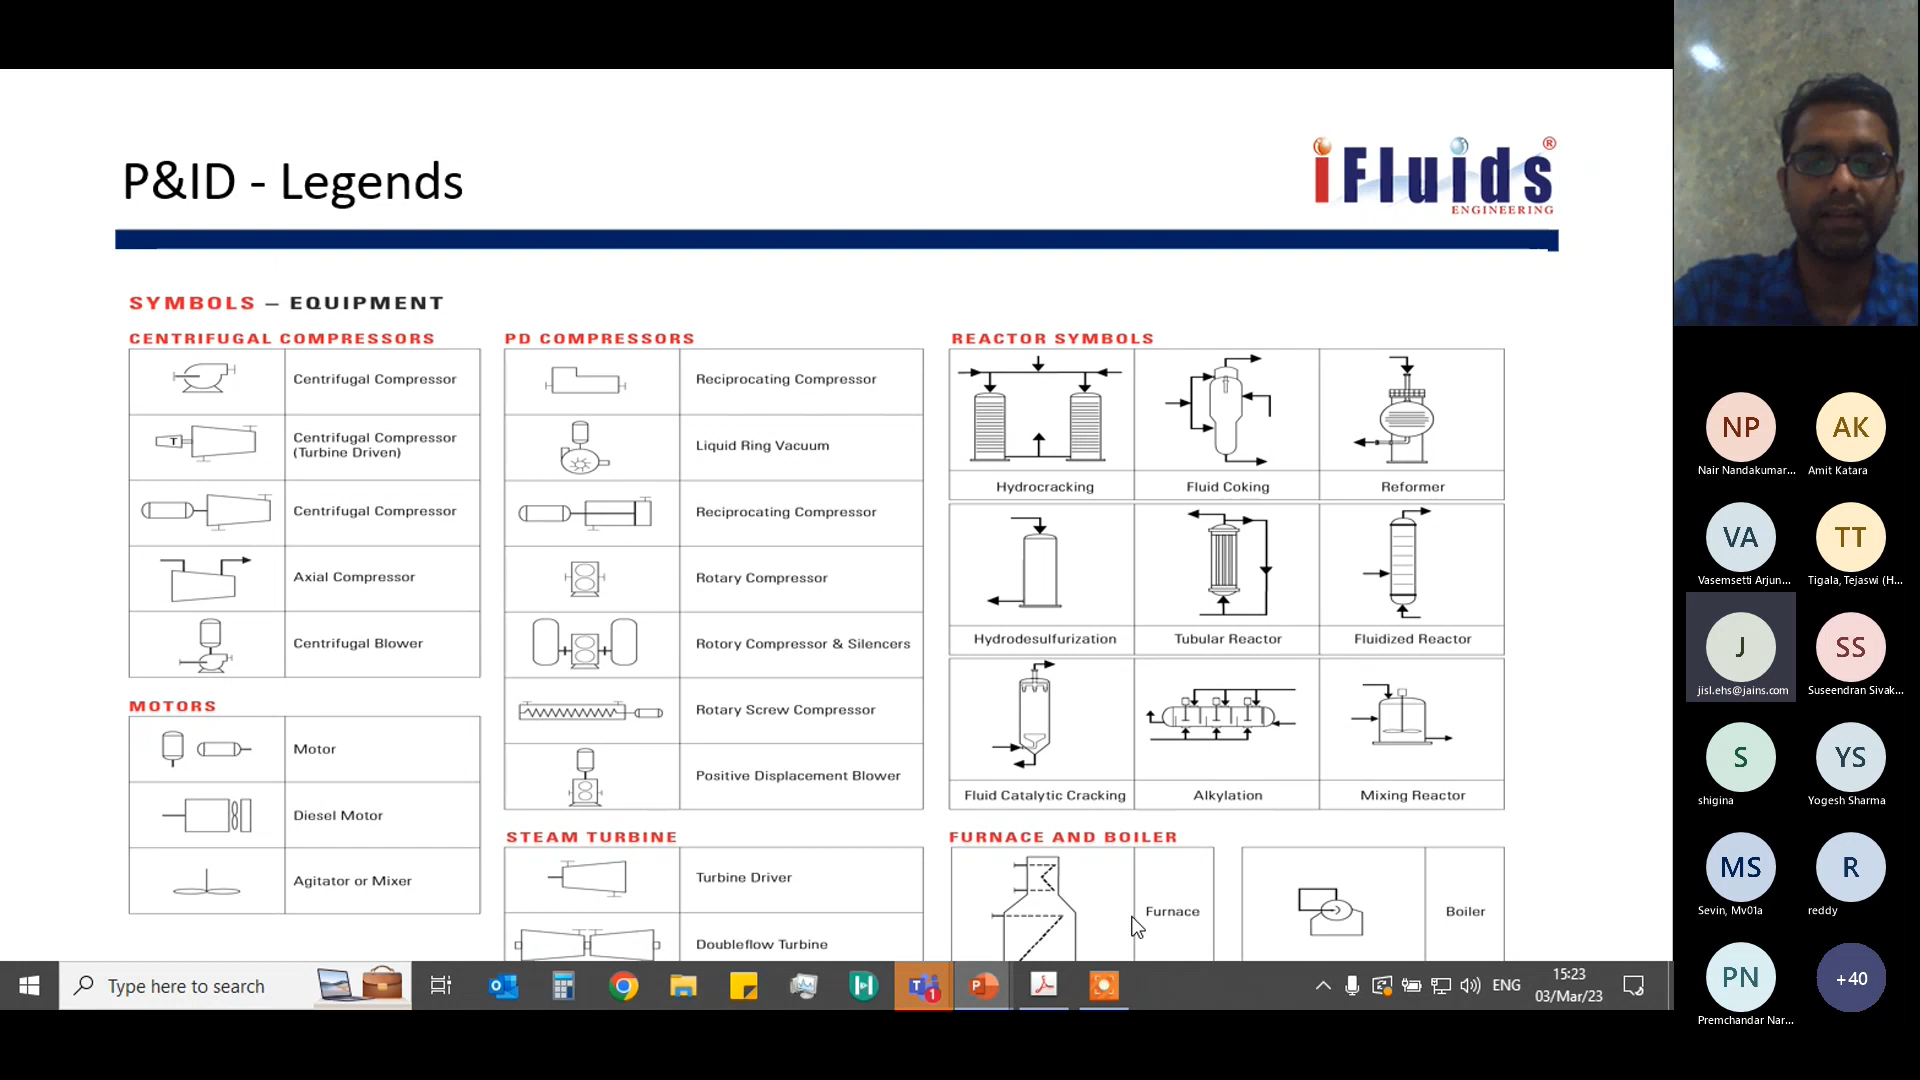 P&ID - Legends
iFluids®
ENGINEERING
SYMBOLS – EQUIPMENT
CENTRIFUGAL COMPRESSORS
Centrifugal Compressor
T
Centrifugal Compressor
(Turbine Driven)
Centrifugal Compressor
Axial Compressor
Centrifugal Blower
MOTORS
Motor
Diesel Motor
Agitator or Mixer
PD COMPRESSORS
Reciprocating Compressor
Liquid Ring Vacuum
Reciprocating Compressor
Rotary Compressor
Rotory Compressor & Silencers
Rotary Screw Compressor
Positive Displacement Blower
STEAM TURBINE
Turbine Driver
Doubleflow Turbine
REACTOR SYMBOLS
Hydrocracking
Fluid Coking
Reformer
Hydrodesulfurization
Tubular Reactor
Fluidized Reactor
Fluid Catalytic Cracking
Alkylation
Mixing Reactor
FURNACE AND BOILER
Furnace
Boiler
Type here to search
1
ENG
15:23
03/Mar/23
NP
Nair Nandakumar...
AK
Amit Katara
VA
Vasemsetti Arjun...
TT
Tigala, Tejaswi (H...
J
jisl.ehs@jains.com
SS
Suseendran Sivak...
S
shigina
YS
Yogesh Sharma
MS
Sevin, Mv01a
R
reddy
PN
Premchandar Nar...
+40